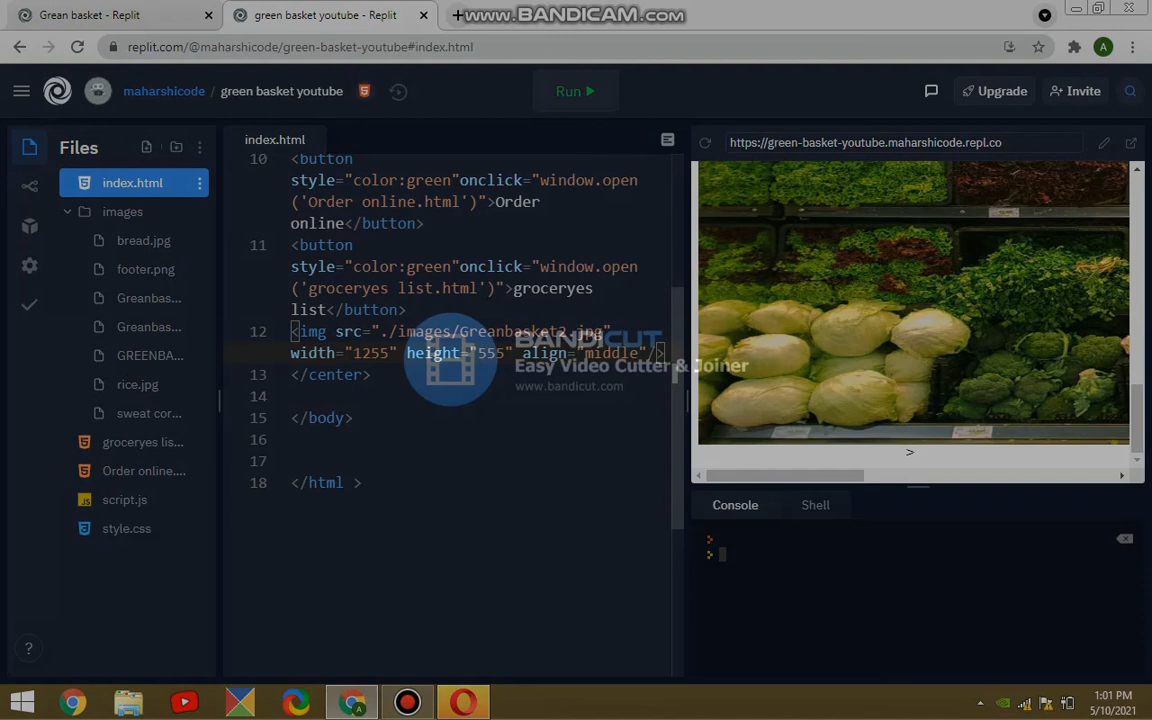 Grean basket - Replit
green basket youtube - Replit
www.BANDICAM.com
replit.com/@maharshicode/green-basket-youtube#index.html
A
maharshicode / green basket youtube
Run
Upgrade
Invite
Files
index.html
images
bread.jpg
footer.png
Greanbas...
Greanbas...
GREENBA...
rice.jpg
sweat cor...
groceryes lis...
Order online....
JS script.js
style.css
?
index.html
10 <button
style="color:green"onclick="window.open
('Order online.html')">Order
online</button>
11 <button
style="color:green"onclick="window.open
('groceryes list.html')">groceryes
list</button>
12 <img src="./images/Greanbasket2.jpg"
width="1255" height="555" align="middle"/>
13 </center>
14
15 </body>
16
17
18 </html >
BANDICUT
Easy Video Cutter & Joiner
www.bandicut.com
https://green-basket-youtube.maharshicode.repl.co
>
Console
Shell
>
>
1:01 PM
5/10/2021